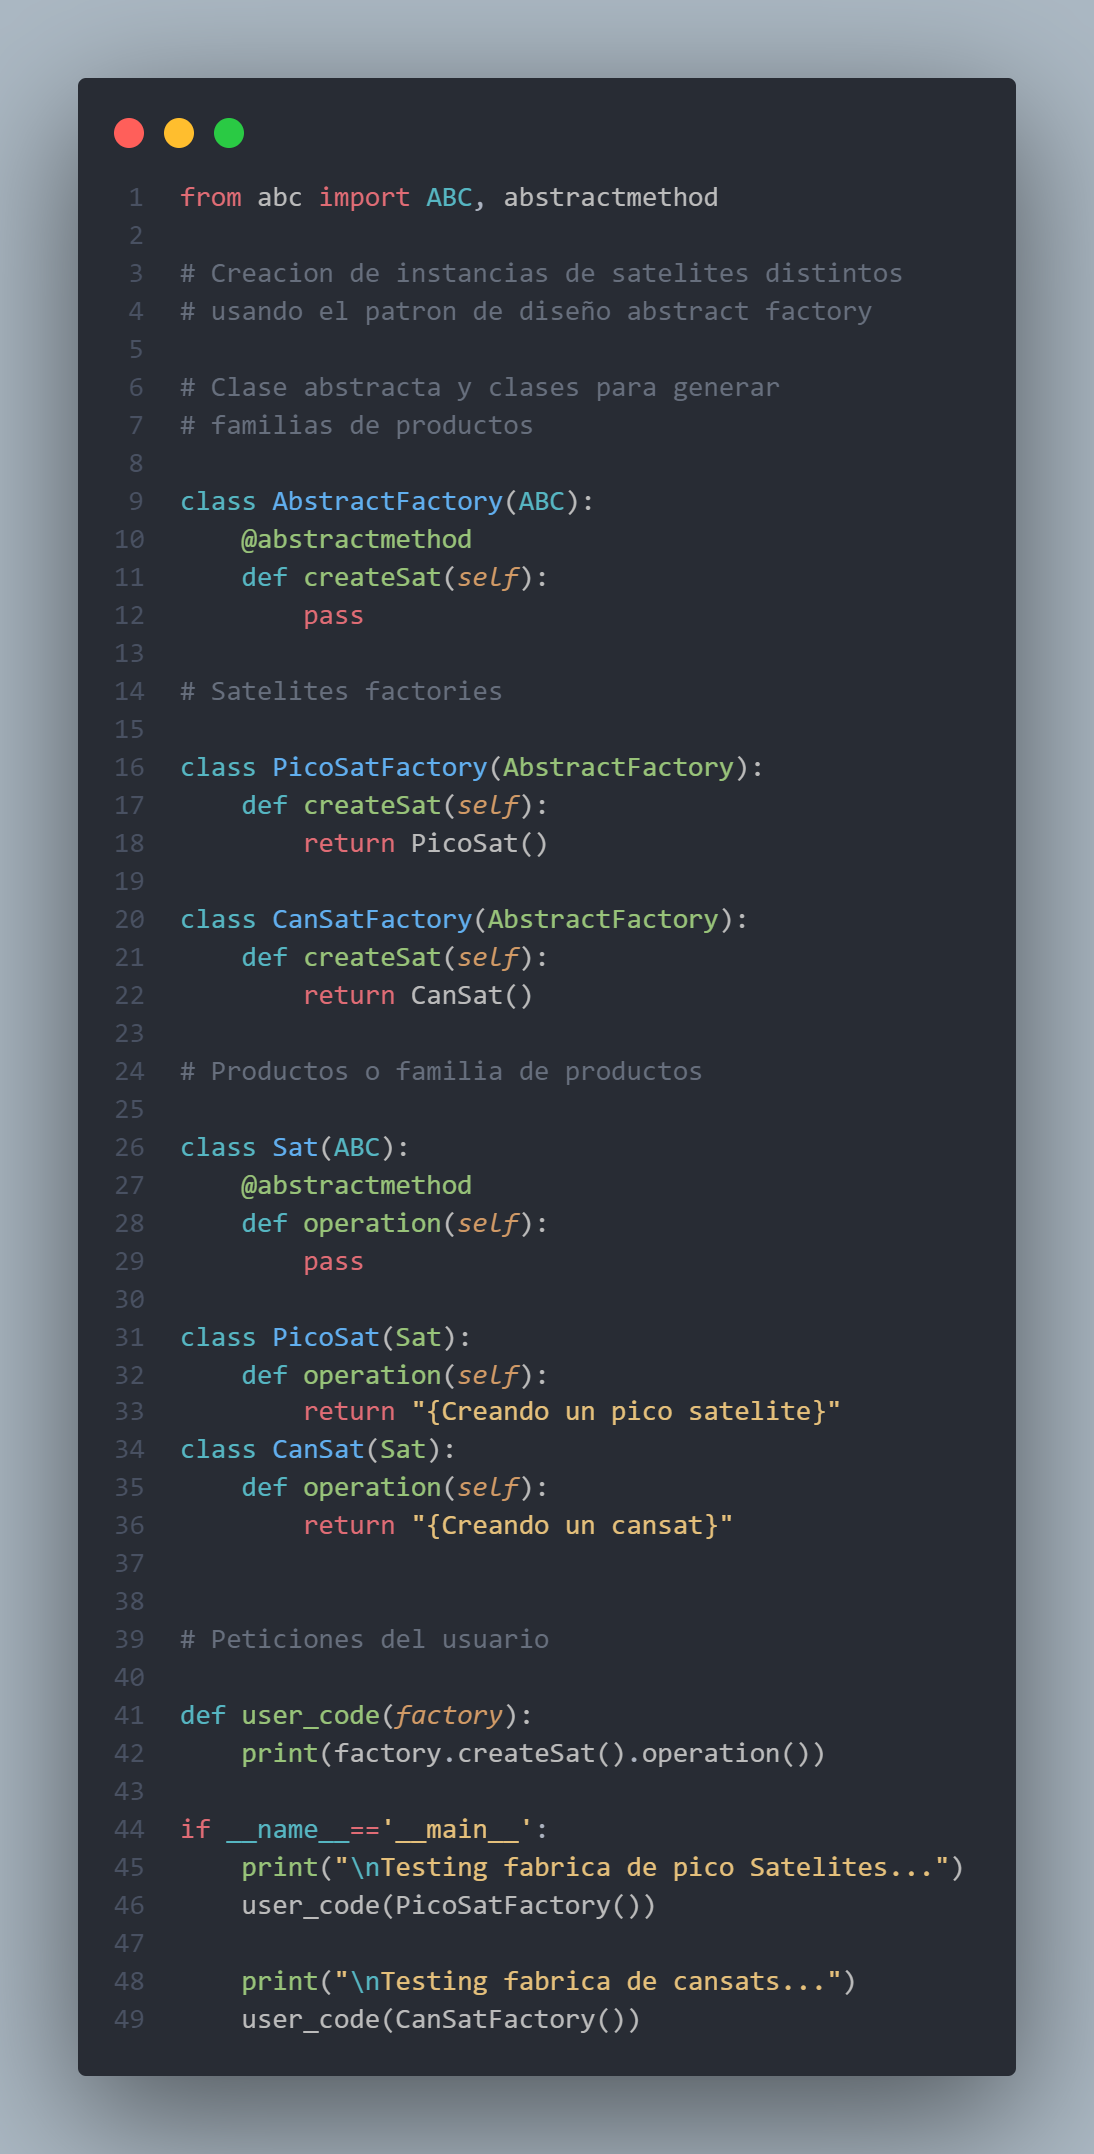 1 from abc import ABC, abstractmethod
2
3 # Creacion de instancias de satelites distintos
4 # usando el patron de diseño abstract factory
5
6 # Clase abstracta y clases para generar
7 # familias de productos
8
9 class AbstractFactory(ABC):
10     @abstractmethod
11     def createSat(self):
12         pass
13
14 # Satelites factories
15
16 class PicoSatFactory(AbstractFactory):
17     def createSat(self):
18         return PicoSat()
19
20 class CanSatFactory(AbstractFactory):
21     def createSat(self):
22         return CanSat()
23
24 # Productos o familia de productos
25
26 class Sat(ABC):
27     @abstractmethod
28     def operation(self):
29         pass
30
31 class PicoSat(Sat):
32     def operation(self):
33         return "{Creando un pico satelite}"
34 class CanSat(Sat):
35     def operation(self):
36         return "{Creando un cansat}"
37
38
39 # Peticiones del usuario
40
41 def user_code(factory):
42     print(factory.createSat().operation())
43
44 if __name__=='__main__':
45     print("\nTesting fabrica de pico Satelites...")
46     user_code(PicoSatFactory())
47
48     print("\nTesting fabrica de cansats...")
49     user_code(CanSatFactory())